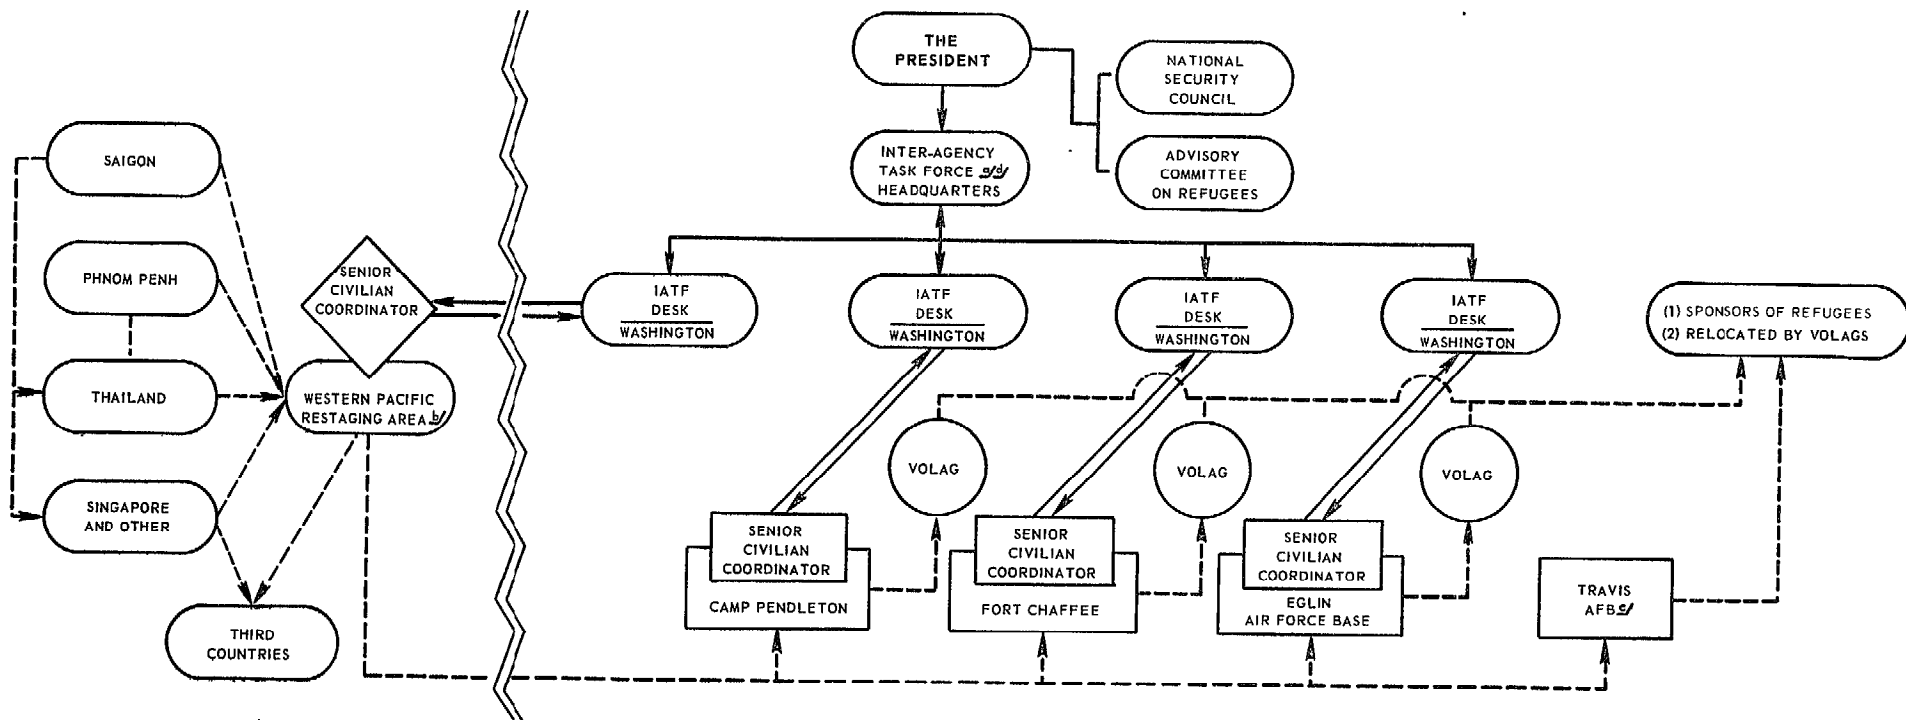 THE
PRESIDENT
NATIONAL
SECURITY
COUNCIL
INTER-AGENCY
TASK FORCE a/d/
HEADQUARTERS
ADVISORY
COMMITTEE
ON REFUGEES
SAIGON
PHNOM PENH
THAILAND
SINGAPORE
AND OTHER
SENIOR
CIVILIAN
COORDINATOR
WESTERN PACIFIC
RESTAGING AREA b/
THIRD
COUNTRIES
IATF
DESK
WASHINGTON
IATF
DESK
WASHINGTON
IATF
DESK
WASHINGTON
IATF
DESK
WASHINGTON
(1) SPONSORS OF REFUGEES
(2) RELOCATED BY VOLAGS
VOLAG
VOLAG
VOLAG
SENIOR
CIVILIAN
COORDINATOR
CAMP PENDLETON
SENIOR
CIVILIAN
COORDINATOR
FORT CHAFFEE
SENIOR
CIVILIAN
COORDINATOR
EGLIN
AIR FORCE BASE
TRAVIS
AFB c/